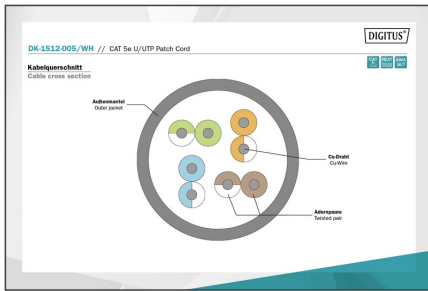 DIGITUS®
DK-1512-005/WH // CAT 5e U/UTP Patch Cord
Kabelquerschnitt
Cable cross section
Außenmantel
Outer jacket
Cu-Draht
Cu-Wire
Adernpaare
Twisted pair